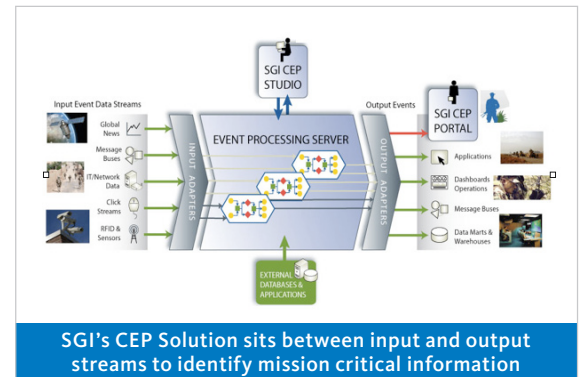 SGI CEP
STUDIO
Input Event Data Streams
Output Events
SGI CEP
PORTAL
EVENT PROCESSING SERVER
INPUT ADAPTERS
OUTPUT ADAPTERS
Global
News
Message
Buses
IT/Network
Data
Click
Streams
RFID &
Sensors
Applications
Dashboards
Operations
Message Buses
Data Marts &
Warehouses
EXTERNAL
DATABASES &
APPLICATIONS
SGI’s CEP Solution sits between input and output
streams to identify mission critical information